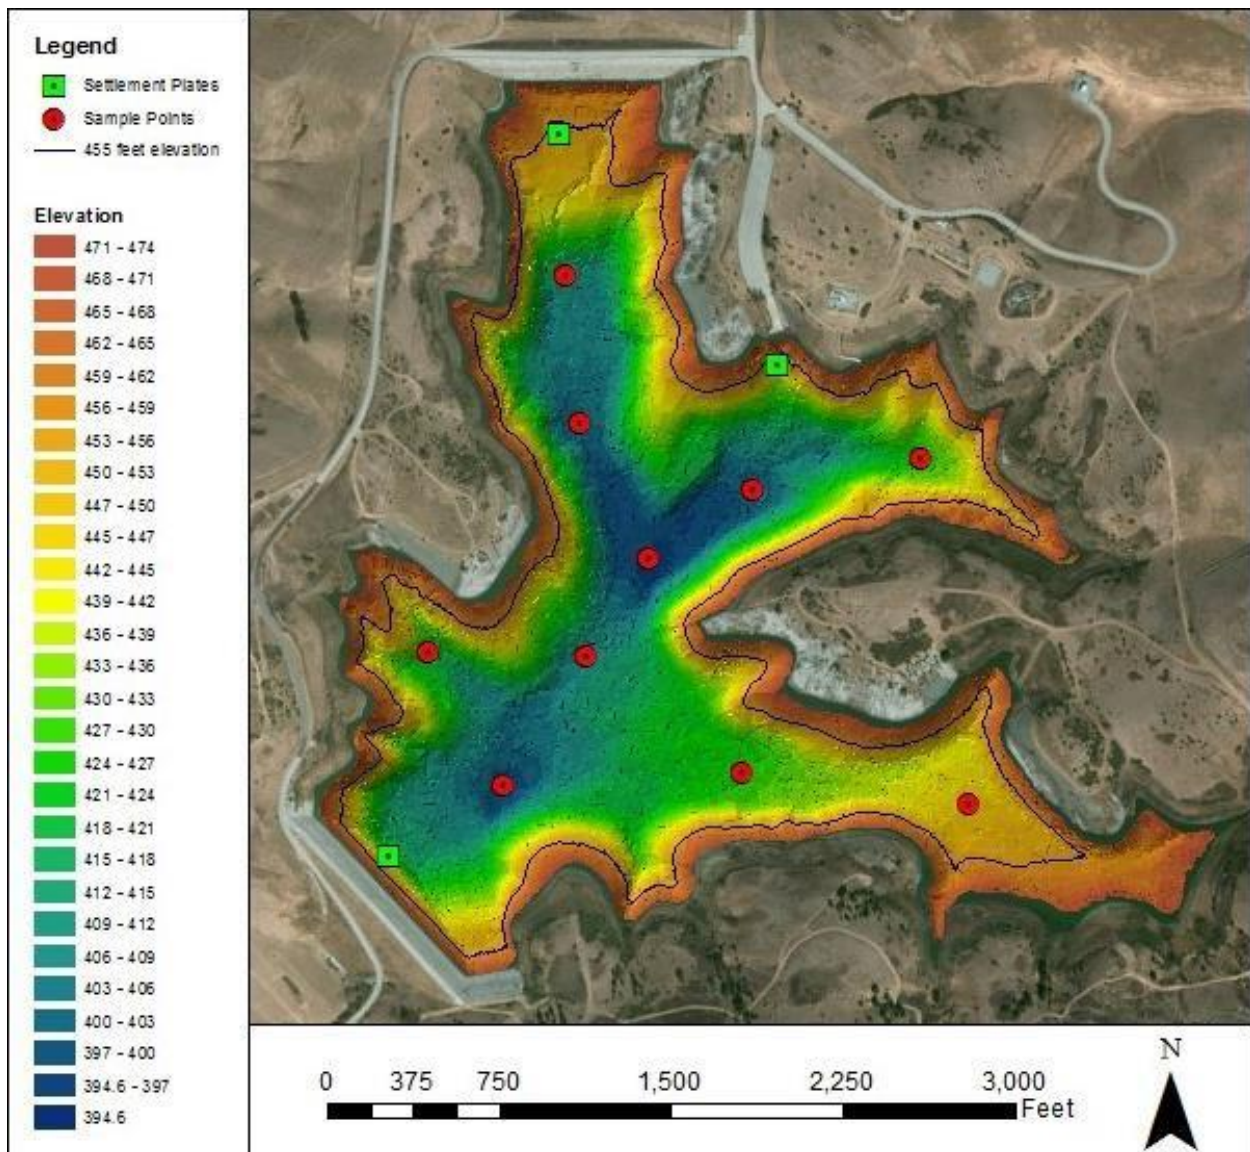 Legend
Settlement Plates
Sample Points
455 feet elevation
Elevation
471 - 474
468 - 471
465 - 468
462 - 465
459 - 462
456 - 459
453 - 456
450 - 453
447 - 450
445 - 447
442 - 445
439 - 442
436 - 439
433 - 436
430 - 433
427 - 430
424 - 427
421 - 424
418 - 421
415 - 418
412 - 415
409 - 412
406 - 409
403 - 406
400 - 403
397 - 400
394.6 - 397
394.6
0 375 750 1,500 2,250 3,000
Feet
N